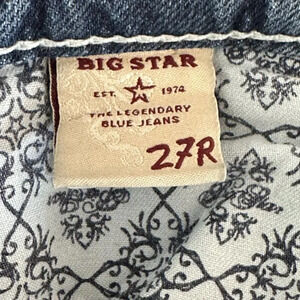 BIG STAR
EST. 1974
THE LEGENDARY
BLUE JEANS
27R